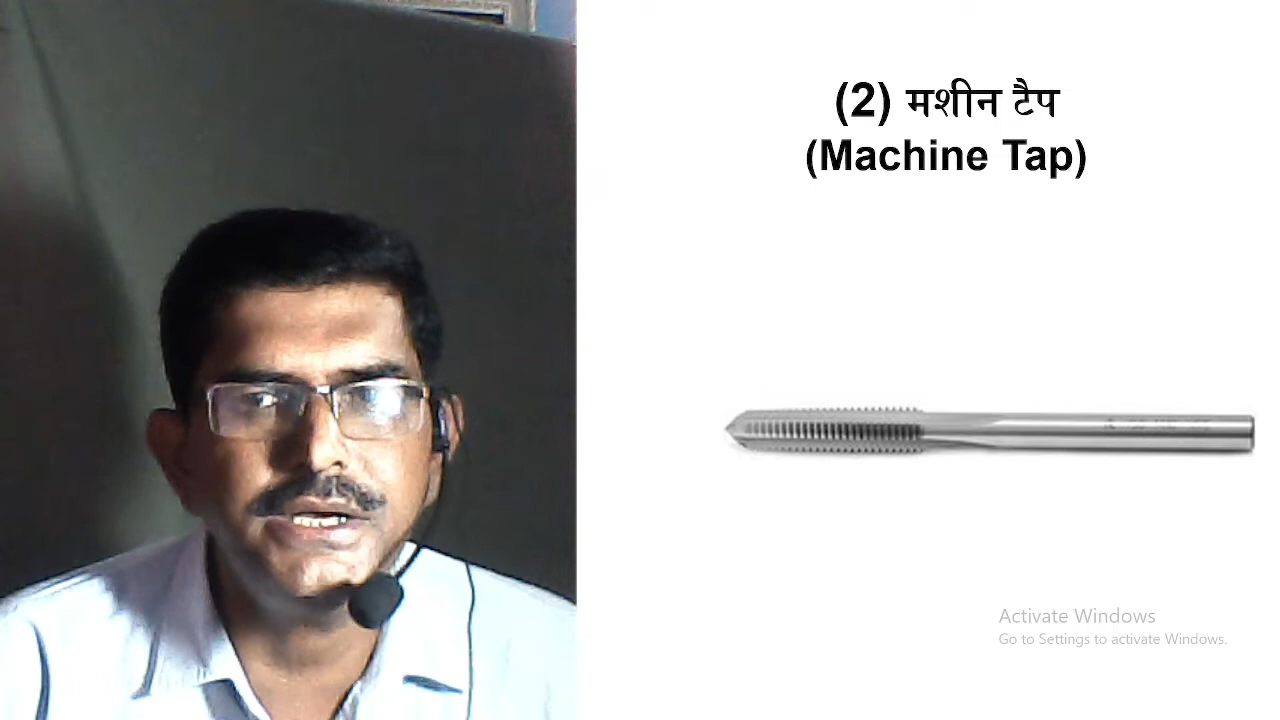 (2) मशीन टैप
(Machine Tap)
Activate Windows
Go to Settings to activate Windows.